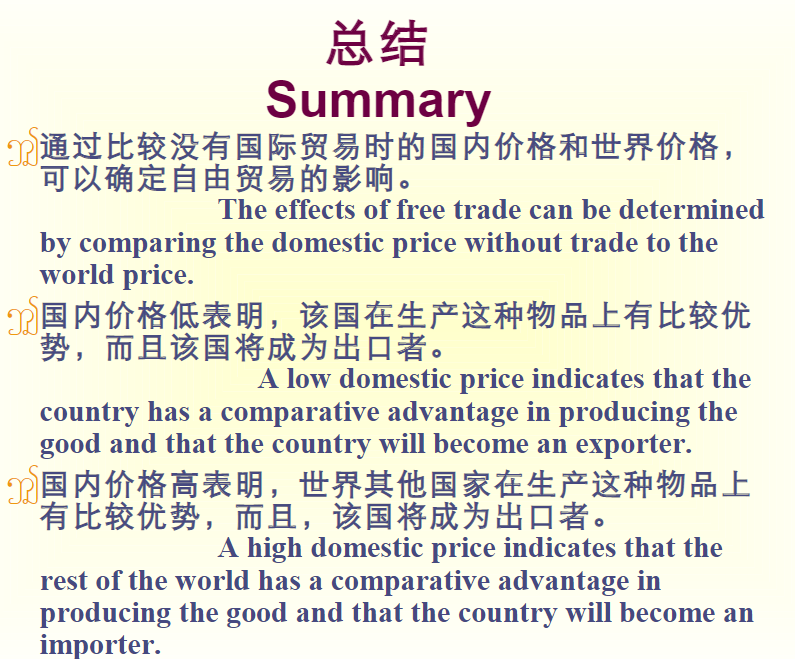 总结
Summary
通过比较没有国际贸易时的国内价格和世界价格，
可以确定自由贸易的影响。
The effects of free trade can be determined
by comparing the domestic price without trade to the
world price.
国内价格低表明，该国在生产这种物品上有比较优
势，而且该国将成为出口者。
A low domestic price indicates that the
country has a comparative advantage in producing the
good and that the country will become an exporter.
国内价格高表明，世界其他国家在生产这种物品上
有比较优势，而且，该国将成为出口者。
A high domestic price indicates that the
rest of the world has a comparative advantage in
producing the good and that the country will become an
importer.